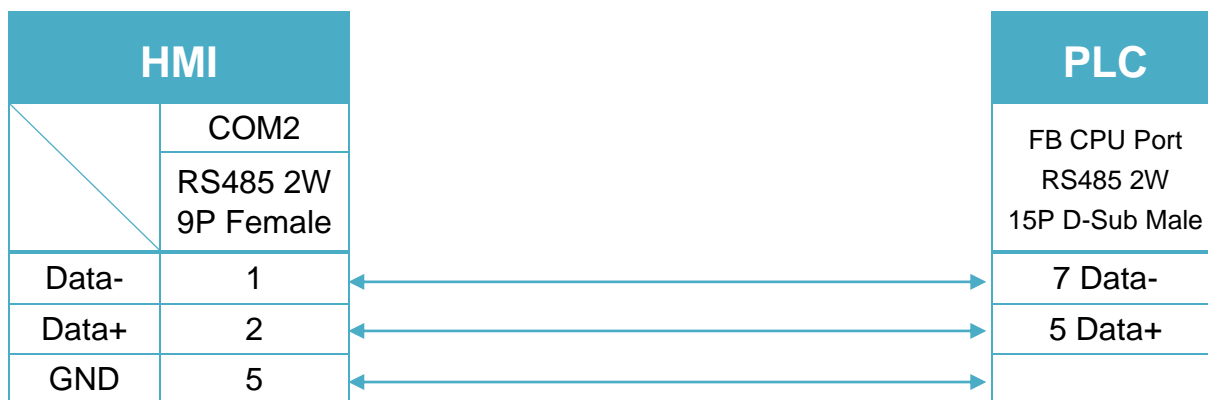 HMI
PLC
COM2
RS485 2W
9P Female
FB CPU Port
RS485 2W
15P D-Sub Male
Data- 1 7 Data-
Data+ 2 5 Data+
GND 5